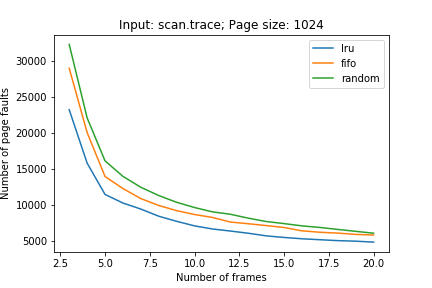 Input: scan.trace; Page size: 1024
lru
fifo
random
Number of page faults
30000
25000
20000
15000
10000
5000
2.5 5.0 7.5 10.0 12.5 15.0 17.5 20.0
Number of frames